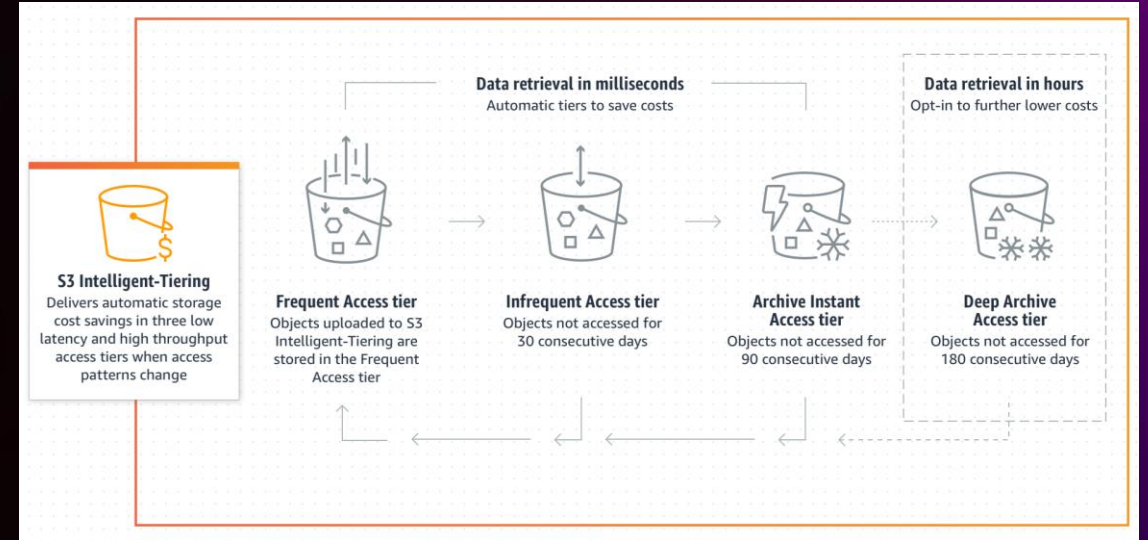 Data retrieval in milliseconds
Automatic tiers to save costs
Data retrieval in hours
Opt-in to further lower costs
$
S3 Intelligent-Tiering
Delivers automatic storage
cost savings in three low
latency and high throughput
access tiers when access
patterns change
Frequent Access tier
Objects uploaded to S3
Intelligent-Tiering are
stored in the Frequent
Access tier
Infrequent Access tier
Objects not accessed for
30 consecutive days
Archive Instant
Access tier
Objects not accessed for
90 consecutive days
Deep Archive
Access tier
Objects not accessed for
180 consecutive days